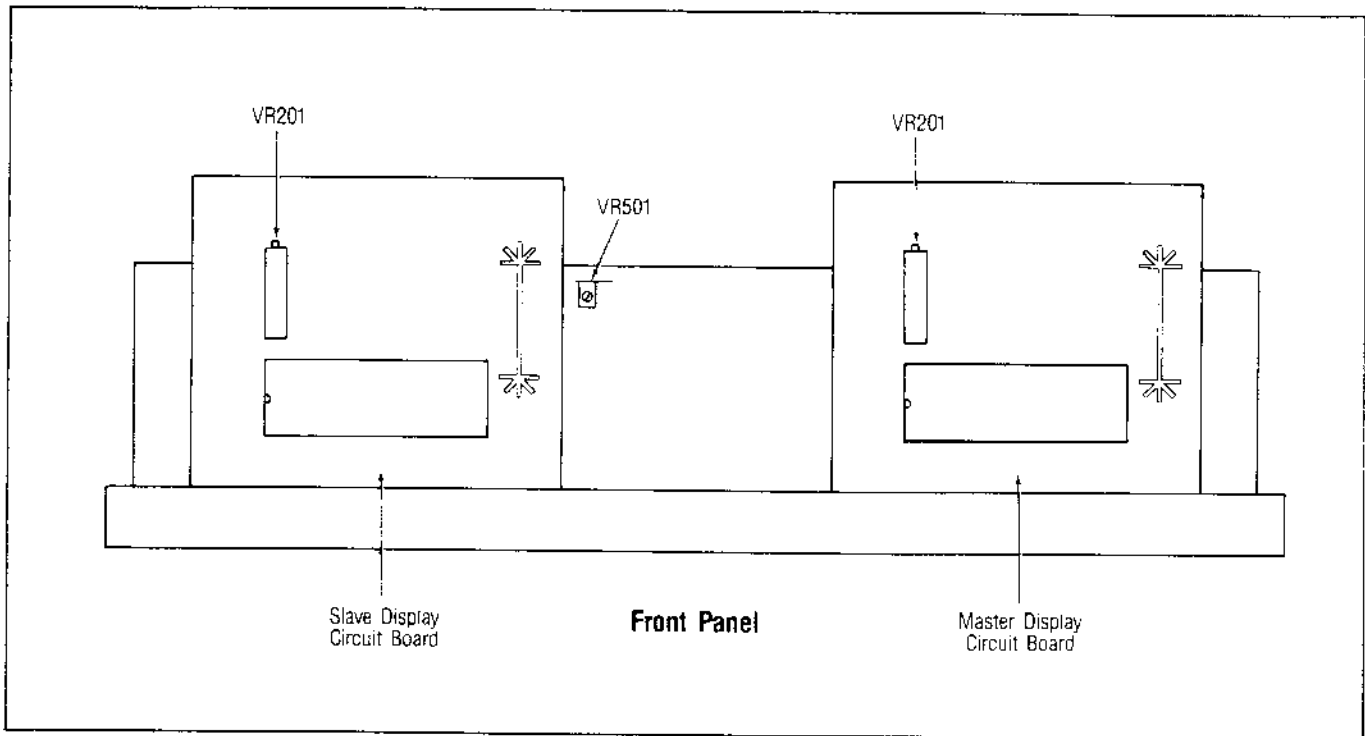 VR201
VR201
VR501
Slave Display
Circuit Board
Front Panel
Master Display
Circuit Board